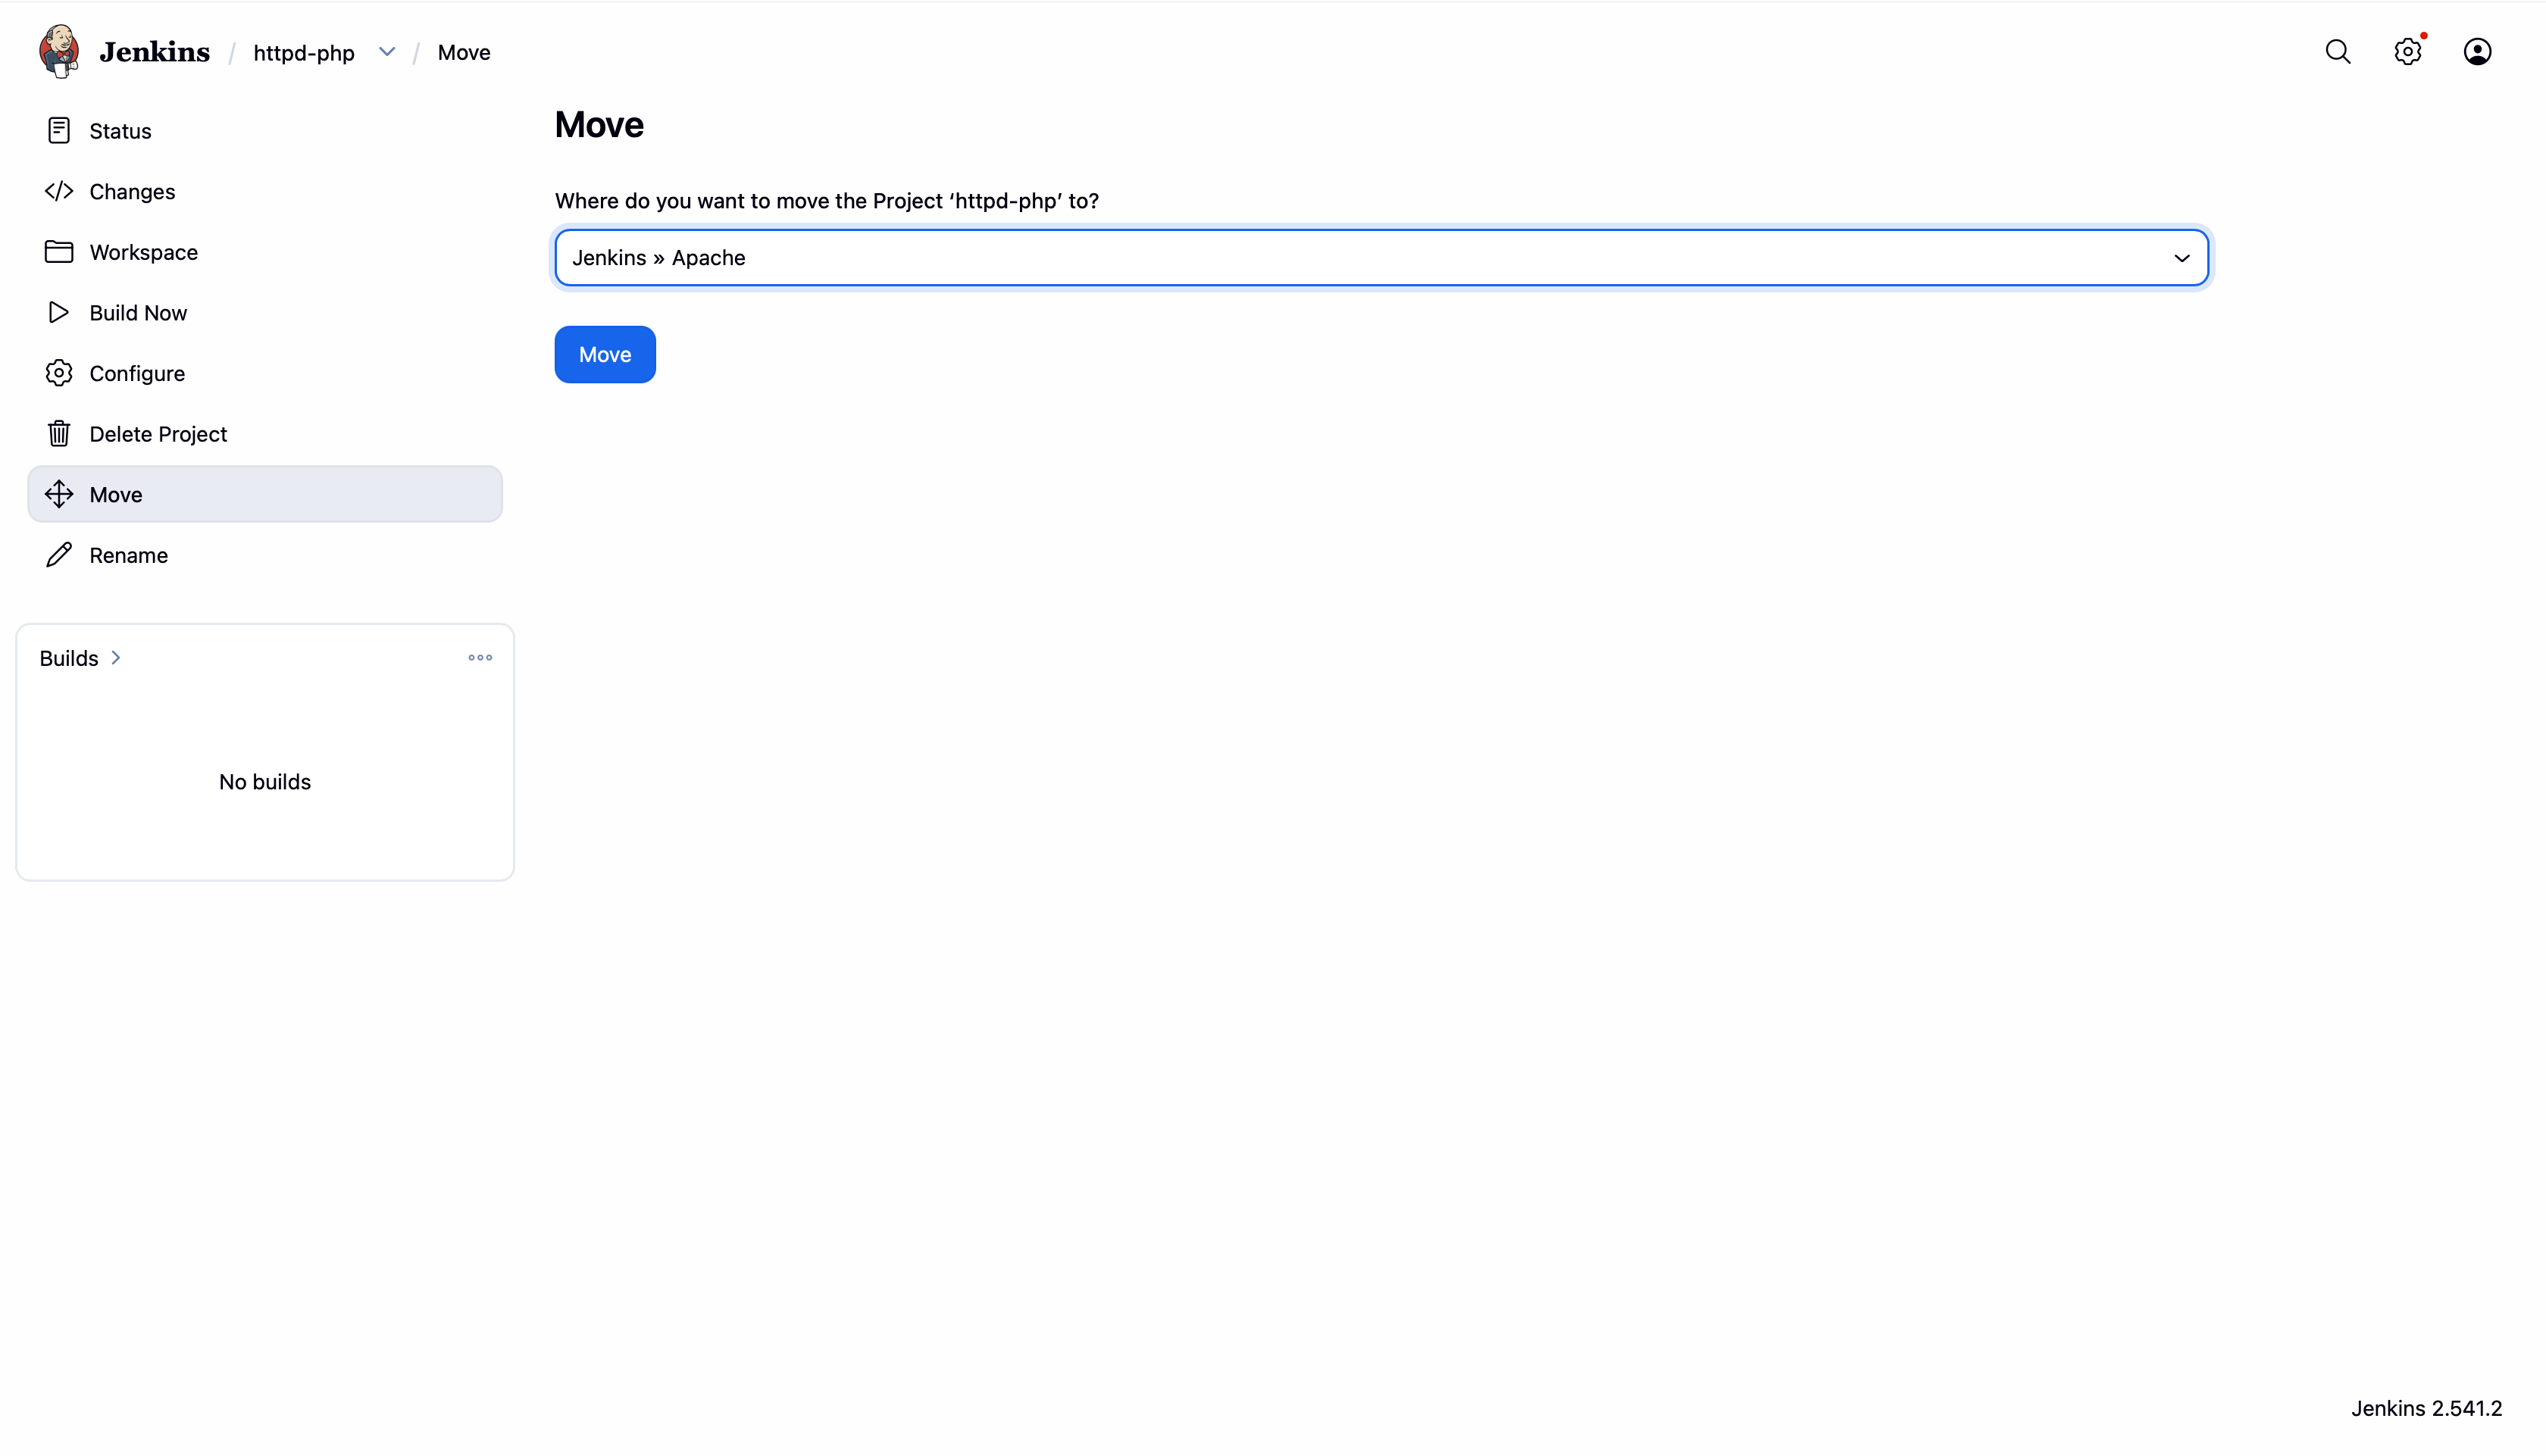 Jenkins / httpd-php / Move
Status
Changes
Workspace
Build Now
Configure
Delete Project
Move
Rename
Builds
No builds
Move
Where do you want to move the Project ‘httpd-php’ to?
Jenkins » Apache
Move
Jenkins 2.541.2